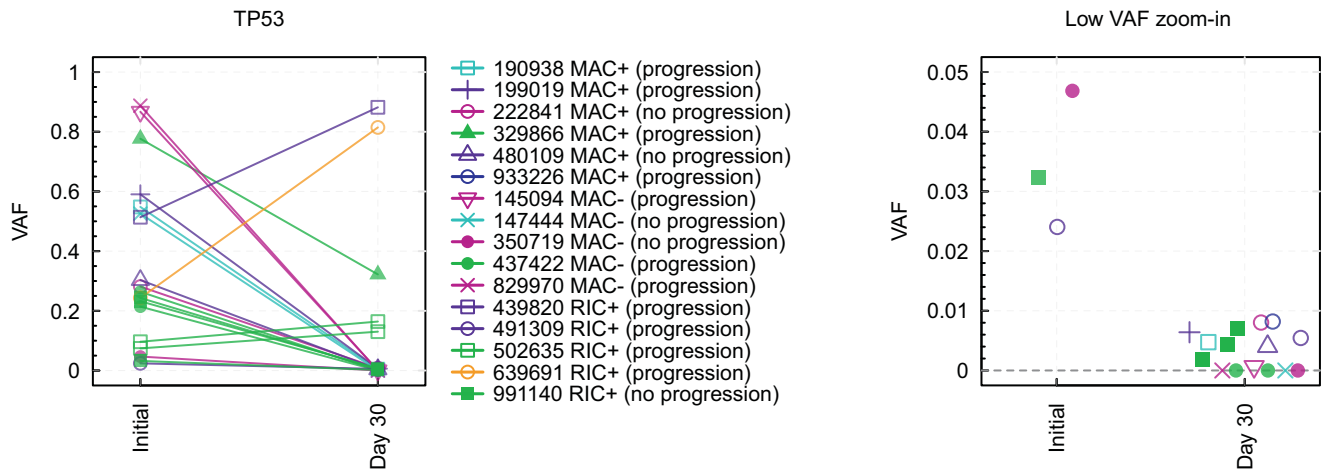 TP53
VAF
1
0.8
0.6
0.4
0.2
0
Initial
Day 30
190938 MAC+ (progression)
199019 MAC+ (progression)
222841 MAC+ (no progression)
329866 MAC+ (progression)
480109 MAC+ (no progression)
933226 MAC+ (progression)
145094 MAC- (progression)
147444 MAC- (no progression)
350719 MAC- (no progression)
437422 MAC- (progression)
829970 MAC- (progression)
439820 RIC+ (progression)
491309 RIC+ (progression)
502635 RIC+ (progression)
639691 RIC+ (progression)
991140 RIC+ (no progression)
Low VAF zoom-in
VAF
0.05
0.04
0.03
0.02
0.01
0
Initial
Day 30